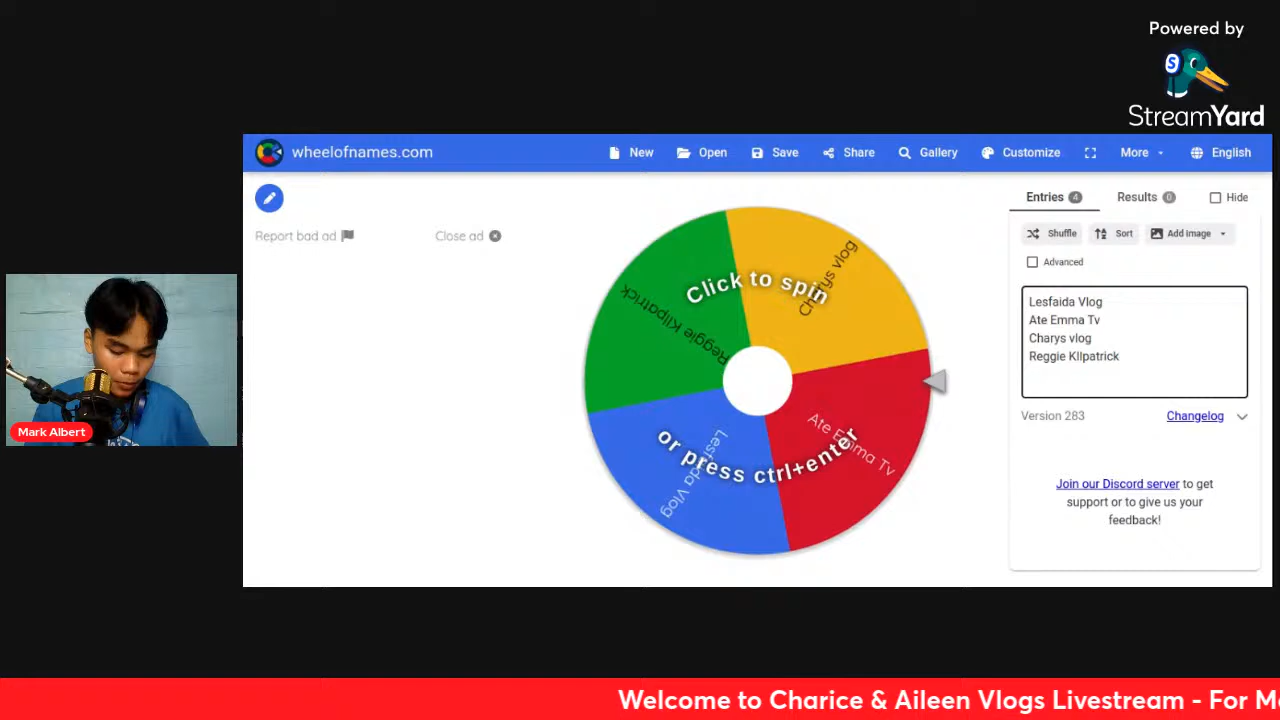 Powered by
StreamYard
wheelofnames.com
New
Open
Save
Share
Gallery
Customize
More
English
Report bad ad
Close ad
Click to spin
or press ctrl+enter
Charys vlog
Reggie KIlpatrick
Ate Emma Tv
Lesfaida Vlog
Entries 4
Results 0
Hide
Shuffle
Sort
Add image
Advanced
Lesfaida Vlog
Ate Emma Tv
Charys vlog
Reggie KIlpatrick
Version 283
Changelog
Join our Discord server to get
support or to give us your
feedback!
Mark Albert
Welcome to Charice & Aileen Vlogs Livestream - For M